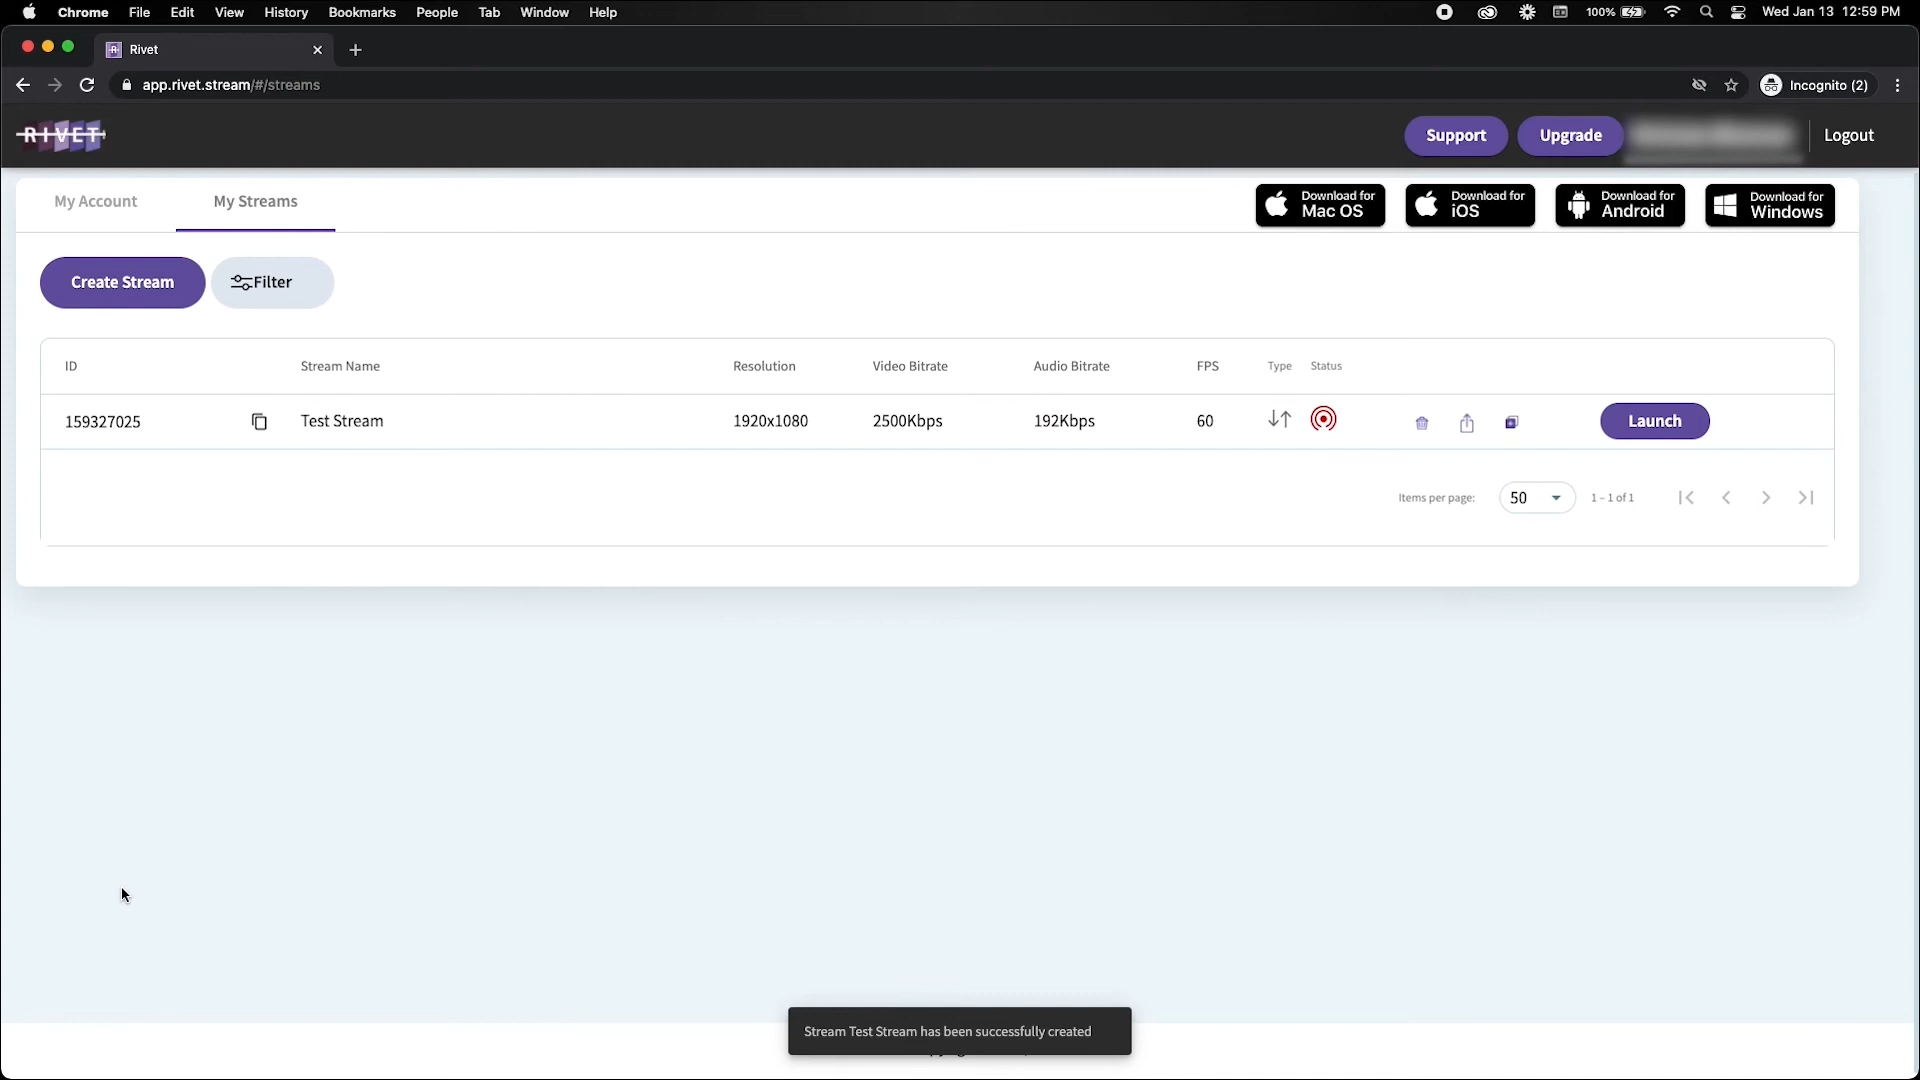 Chrome File Edit View History Bookmarks People Tab Window Help 100% Wed Jan 13 12:59 PM
Rivet
app.rivet.stream/#/streams Incognito (2)
RIVET Support Upgrade Logout
My Account My Streams
Download for Mac OS
Download for iOS
Download for Android
Download for Windows
Create Stream Filter
ID Stream Name Resolution Video Bitrate Audio Bitrate FPS Type Status
159327025 Test Stream 1920x1080 2500Kbps 192Kbps 60 Launch
Items per page: 50 1 – 1 of 1
Stream Test Stream has been successfully created